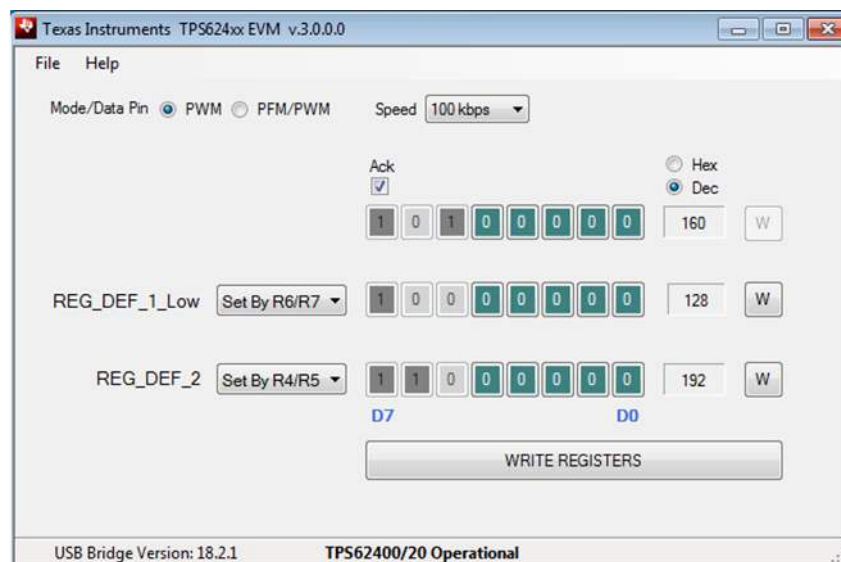 Texas Instruments TPS624xx EVM v.3.0.0.0
File Help
Mode/Data Pin PWM PFM/PWM Speed 100 kbps
Ack Hex
Dec
1 0 1 0 0 0 0 0 160 W
REG_DEF_1_Low Set By R6/R7 1 0 0 0 0 0 0 0 128 W
REG_DEF_2 Set By R4/R5 1 1 0 0 0 0 0 0 192 W
D7 D0
WRITE REGISTERS
USB Bridge Version: 18.2.1 TPS62400/20 Operational